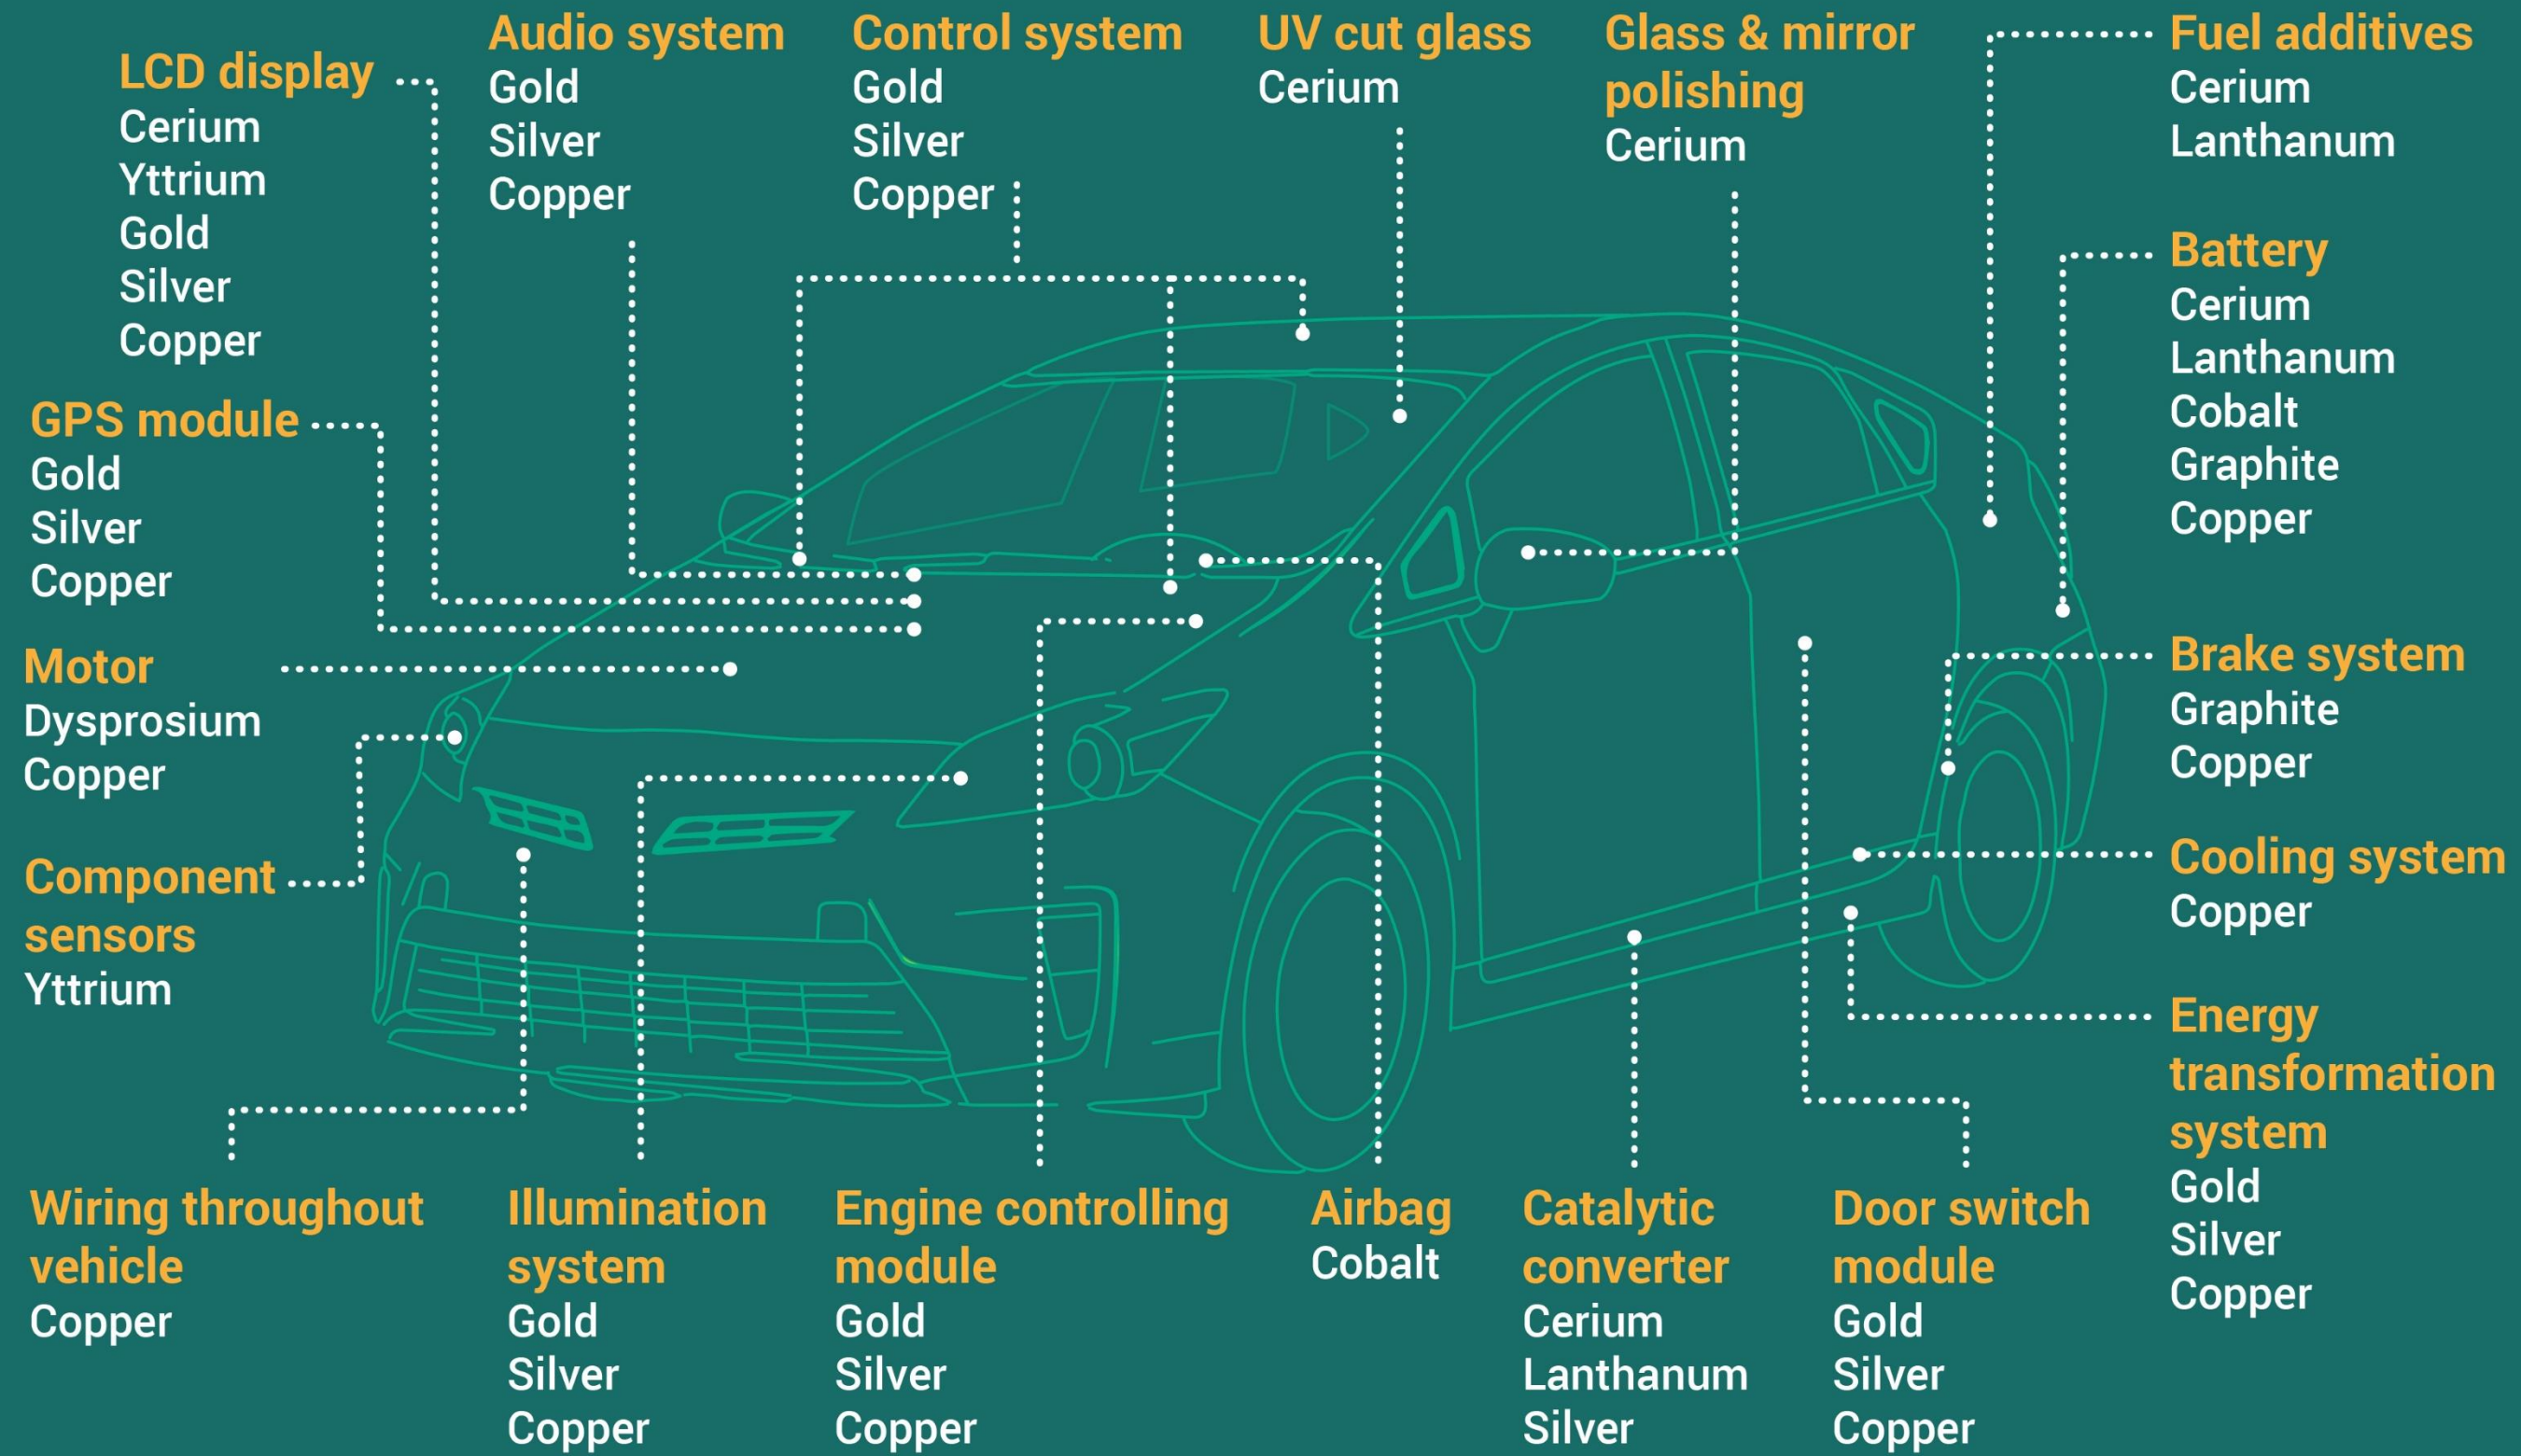 LCD display
Cerium
Yttrium
Gold
Silver
Copper
Audio system
Gold
Silver
Copper
Control system
Gold
Silver
Copper
UV cut glass
Cerium
Glass & mirror
polishing
Cerium
Fuel additives
Cerium
Lanthanum
Battery
Cerium
Lanthanum
Cobalt
Graphite
Copper
GPS module
Gold
Silver
Copper
Motor
Dysprosium
Copper
Component
sensors
Yttrium
Brake system
Graphite
Copper
Cooling system
Copper
Energy
transformation
system
Gold
Silver
Copper
Wiring throughout
vehicle
Copper
Illumination
system
Gold
Silver
Copper
Engine controlling
module
Gold
Silver
Copper
Airbag
Cobalt
Catalytic
converter
Cerium
Lanthanum
Silver
Door switch
module
Gold
Silver
Copper